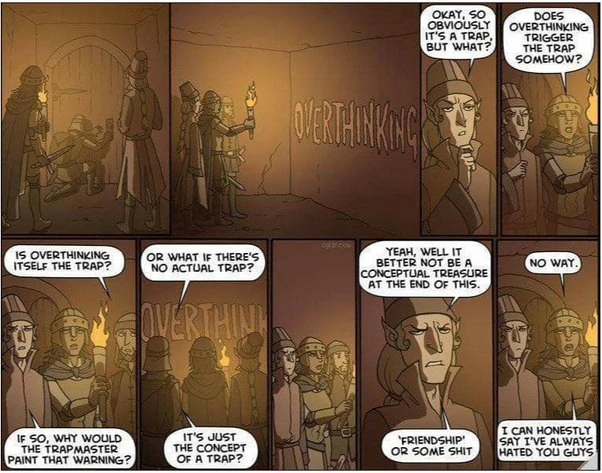 OVERTHINKING
OKAY, SO
OBVIOUSLY
IT'S A TRAP,
BUT WHAT?
DOES
OVERTHINKING
TRIGGER
THE TRAP
SOMEHOW?
IS OVERTHINKING
ITSELF THE TRAP?
IF SO, WHY WOULD
THE TRAPMASTER
PAINT THAT WARNING?
OR WHAT IF THERE'S
NO ACTUAL TRAP?
OVERTHINK
IT'S JUST
THE CONCEPT
OF A TRAP?
oglaf.com
YEAH, WELL IT
BETTER NOT BE A
CONCEPTUAL TREASURE
AT THE END OF THIS.
'FRIENDSHIP'
OR SOME SHIT
NO WAY.
I CAN HONESTLY
SAY I'VE ALWAYS
HATED YOU GUYS